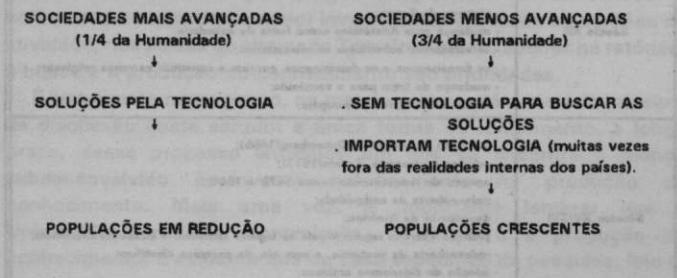 SOCIEDADES MAIS AVANÇADAS
(1/4 da Humanidade)
SOLUÇÕES PELA TECNOLOGIA
POPULAÇÕES EM REDUÇÃO
SOCIEDADES MENOS AVANÇADAS
(3/4 da Humanidade)
. SEM TECNOLOGIA PARA BUSCAR AS
SOLUÇÕES
. IMPORTAM TECNOLOGIA (muitas vezes
fora das realidades internas dos países).
POPULAÇÕES CRESCENTES